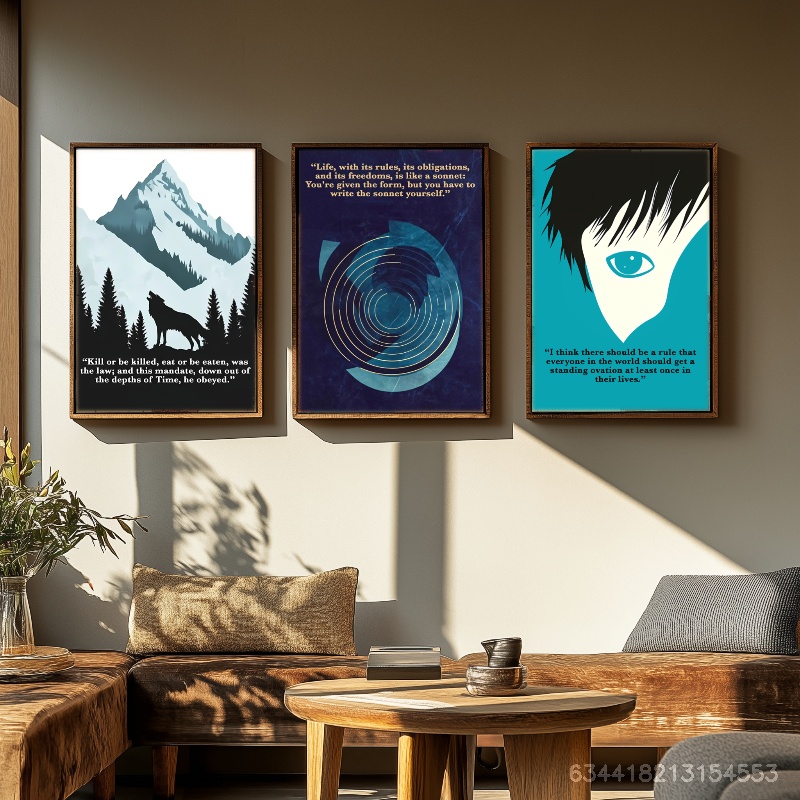 “Kill or be killed, eat or be eaten, was
the law; and this mandate, down out of
the depths of Time, he obeyed.”
“Life, with its rules, its obligations,
and its freedoms, is like a sonnet:
You're given the form, but you have to
write the sonnet yourself.”
“I think there should be a rule that
everyone in the world should get a
standing ovation at least once in
their lives.”
634418213154553